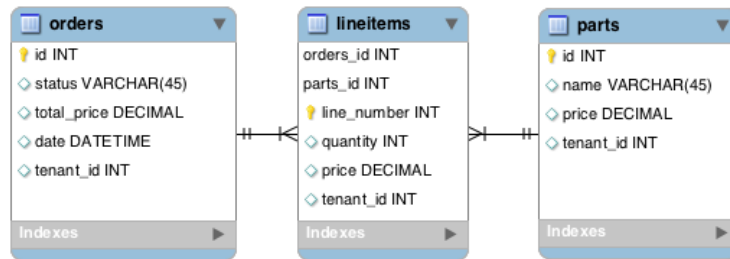 orders
id INT
status VARCHAR(45)
total_price DECIMAL
date DATETIME
tenant_id INT
Indexes
lineitems
orders_id INT
parts_id INT
line_number INT
quantity INT
price DECIMAL
tenant_id INT
Indexes
parts
id INT
name VARCHAR(45)
price DECIMAL
tenant_id INT
Indexes